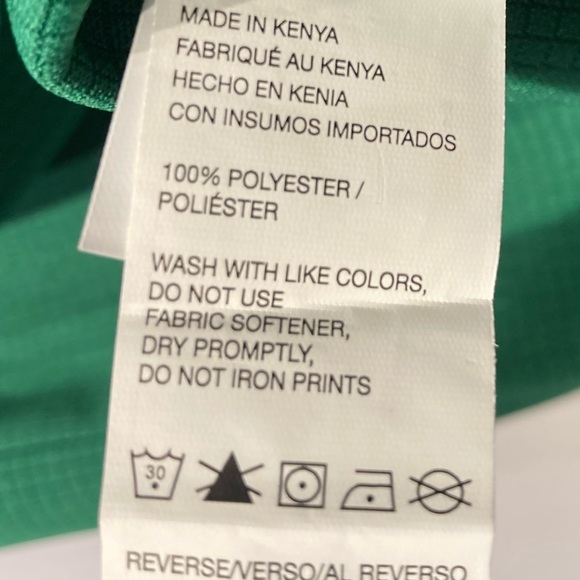 MADE IN KENYA
FABRIQUÉ AU KENYA
HECHO EN KENIA
CON INSUMOS IMPORTADOS
100% POLYESTER /
POLIÉSTER
WASH WITH LIKE COLORS,
DO NOT USE
FABRIC SOFTENER,
DRY PROMPTLY,
DO NOT IRON PRINTS
30
REVERSE/VERSO/AL REVERSO